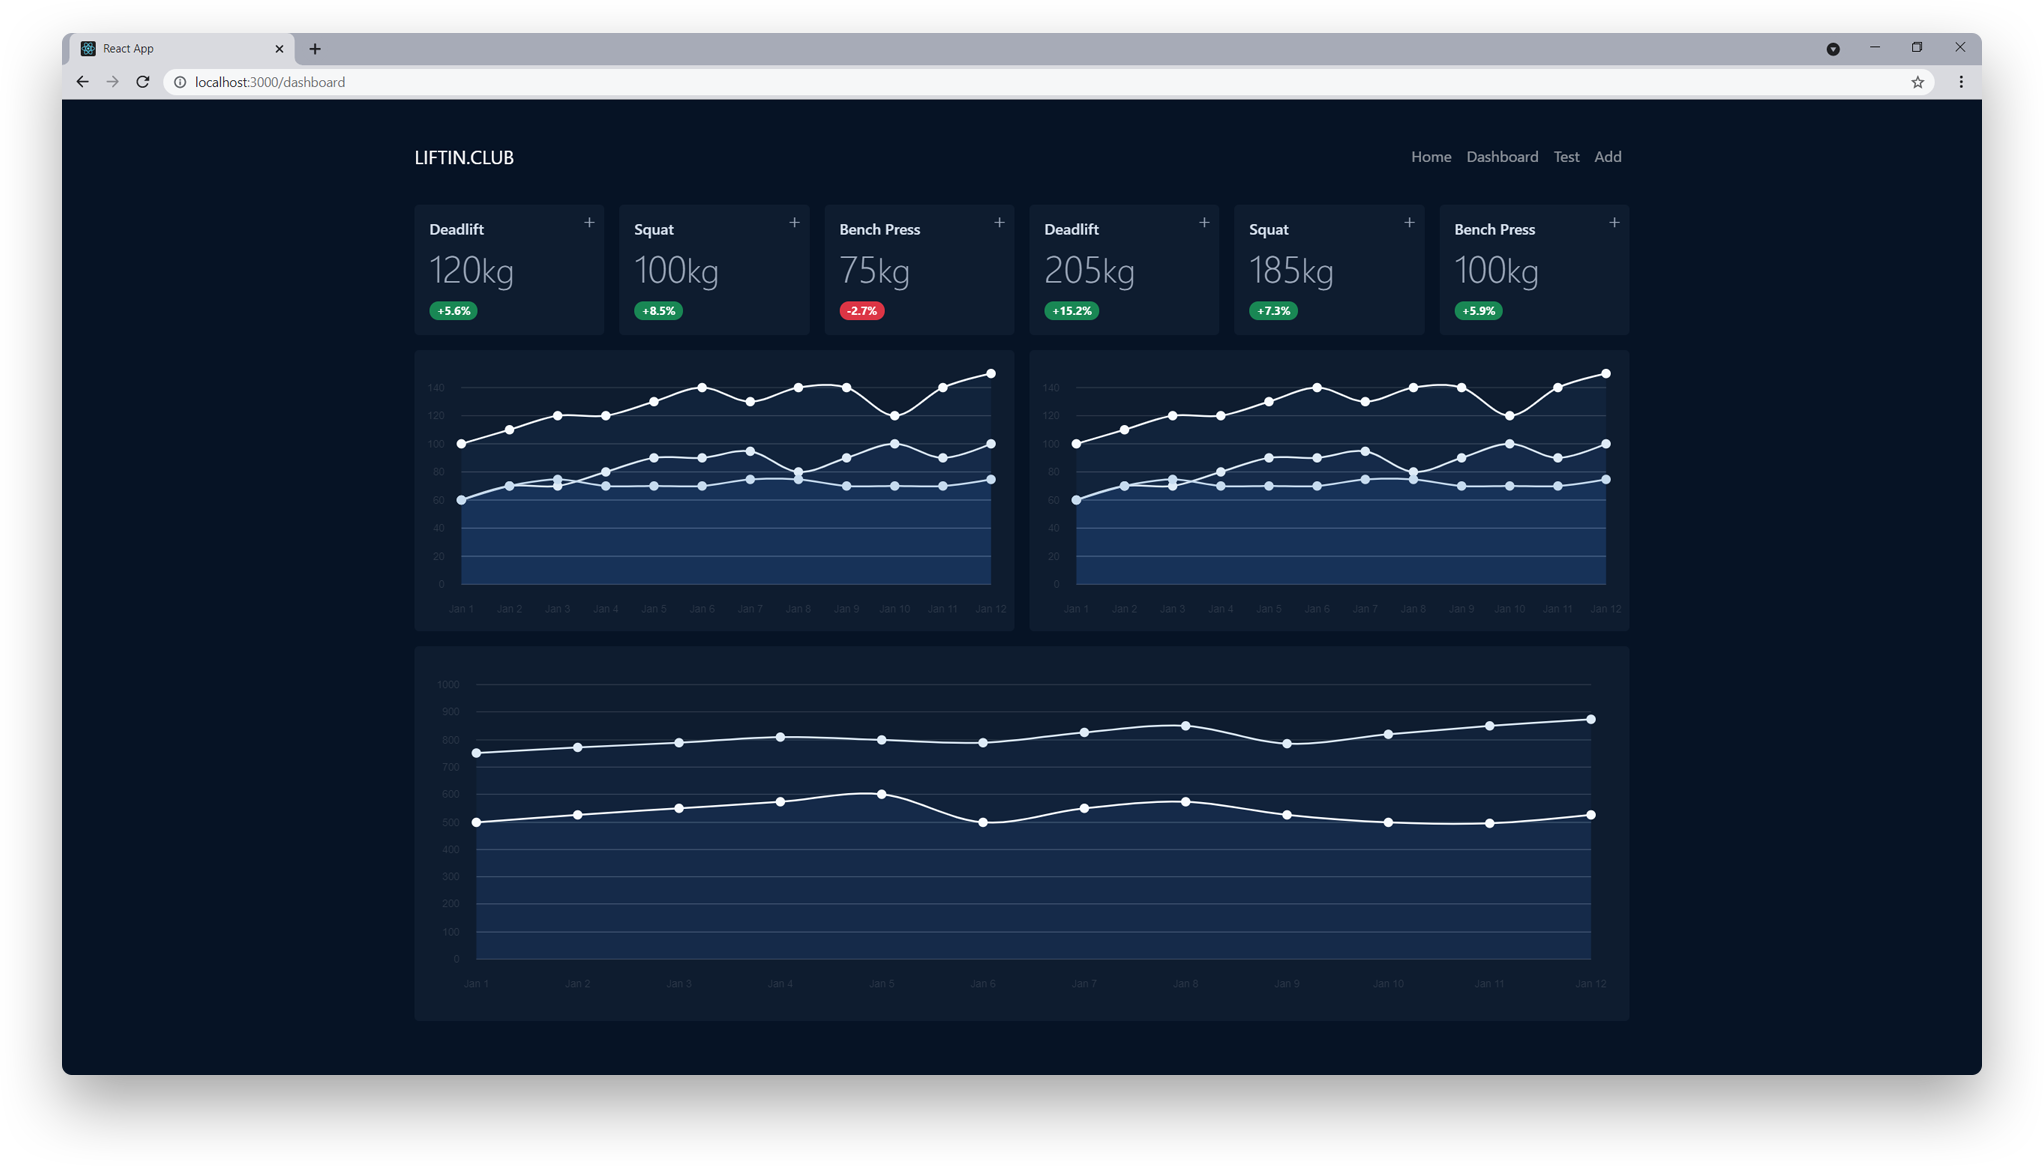 React App
localhost:3000/dashboard
LIFTIN.CLUB
Home Dashboard Test Add
Deadlift
120kg
+5.6%
Squat
100kg
+8.5%
Bench Press
75kg
-2.7%
Deadlift
205kg
+15.2%
Squat
185kg
+7.3%
Bench Press
100kg
+5.9%
140
120
100
80
60
40
20
0
Jan 1 Jan 2 Jan 3 Jan 4 Jan 5 Jan 6 Jan 7 Jan 8 Jan 9 Jan 10 Jan 11 Jan 12
140
120
100
80
60
40
20
0
Jan 1 Jan 2 Jan 3 Jan 4 Jan 5 Jan 6 Jan 7 Jan 8 Jan 9 Jan 10 Jan 11 Jan 12
1000
900
800
700
600
500
400
300
200
100
0
Jan 1 Jan 2 Jan 3 Jan 4 Jan 5 Jan 6 Jan 7 Jan 8 Jan 9 Jan 10 Jan 11 Jan 12